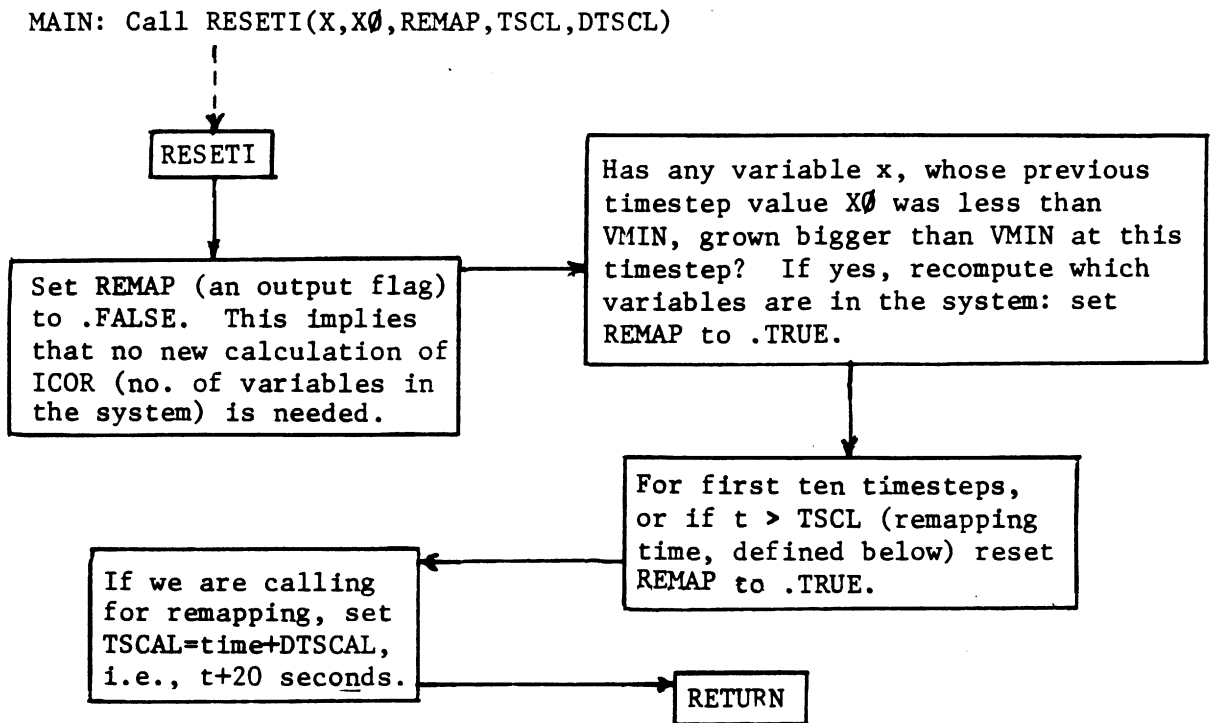 MAIN: Call RESETI(X,XØ,REMAP,TSCL,DTSCL)
RESETI
Set REMAP (an output flag)
to .FALSE. This implies
that no new calculation of
ICOR (no. of variables in
the system) is needed.
Has any variable x, whose previous
timestep value XØ was less than
VMIN, grown bigger than VMIN at this
timestep? If yes, recompute which
variables are in the system: set
REMAP to .TRUE.
For first ten timesteps,
or if t > TSCL (remapping
time, defined below) reset
REMAP to .TRUE.
If we are calling
for remapping, set
TSCAL=time+DTSCAL,
i.e., t+20 seconds.
RETURN